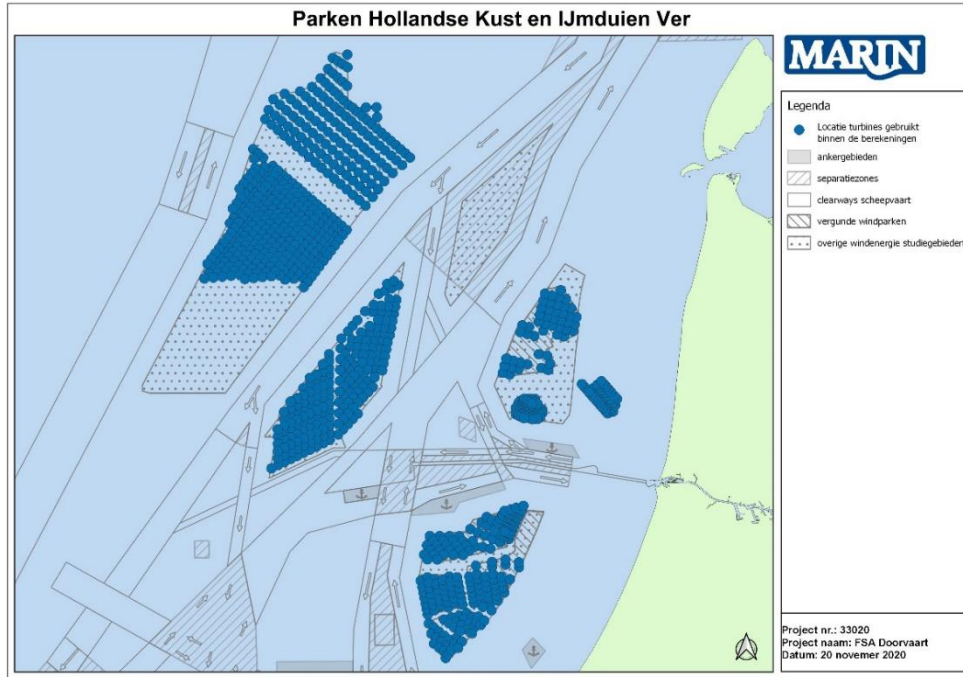 Parken Hollandse Kust en IJmduien Ver
MARIN
Legenda
Locatie turbines gebruikt
binnen de berekeningen
ankergebieden
separatiezones
clearways scheepvaart
vergunde windparken
overige windenergie studiegebieden
Project nr.: 33020
Project naam: FSA Doorvaart
Datum: 20 novemer 2020